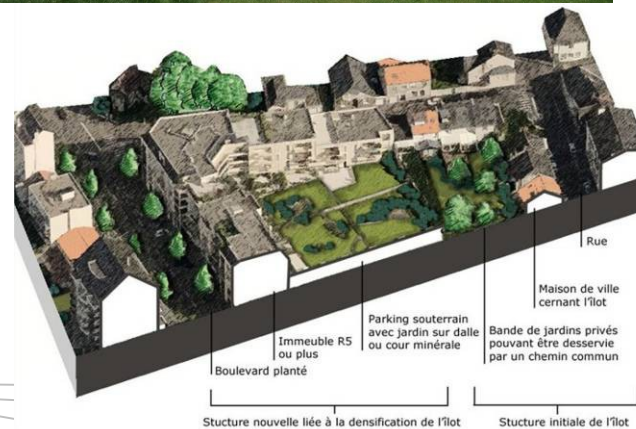 Rue
Maison de ville
cernant l'îlot
Parking souterrain
avec jardin sur dalle
ou cour minérale
Bande de jardins privés
pouvant être desservie
par un chemin commun
Immeuble R5
ou plus
Boulevard planté
Stucture nouvelle liée à la densification de l'îlot
Stucture initiale de l'îlot